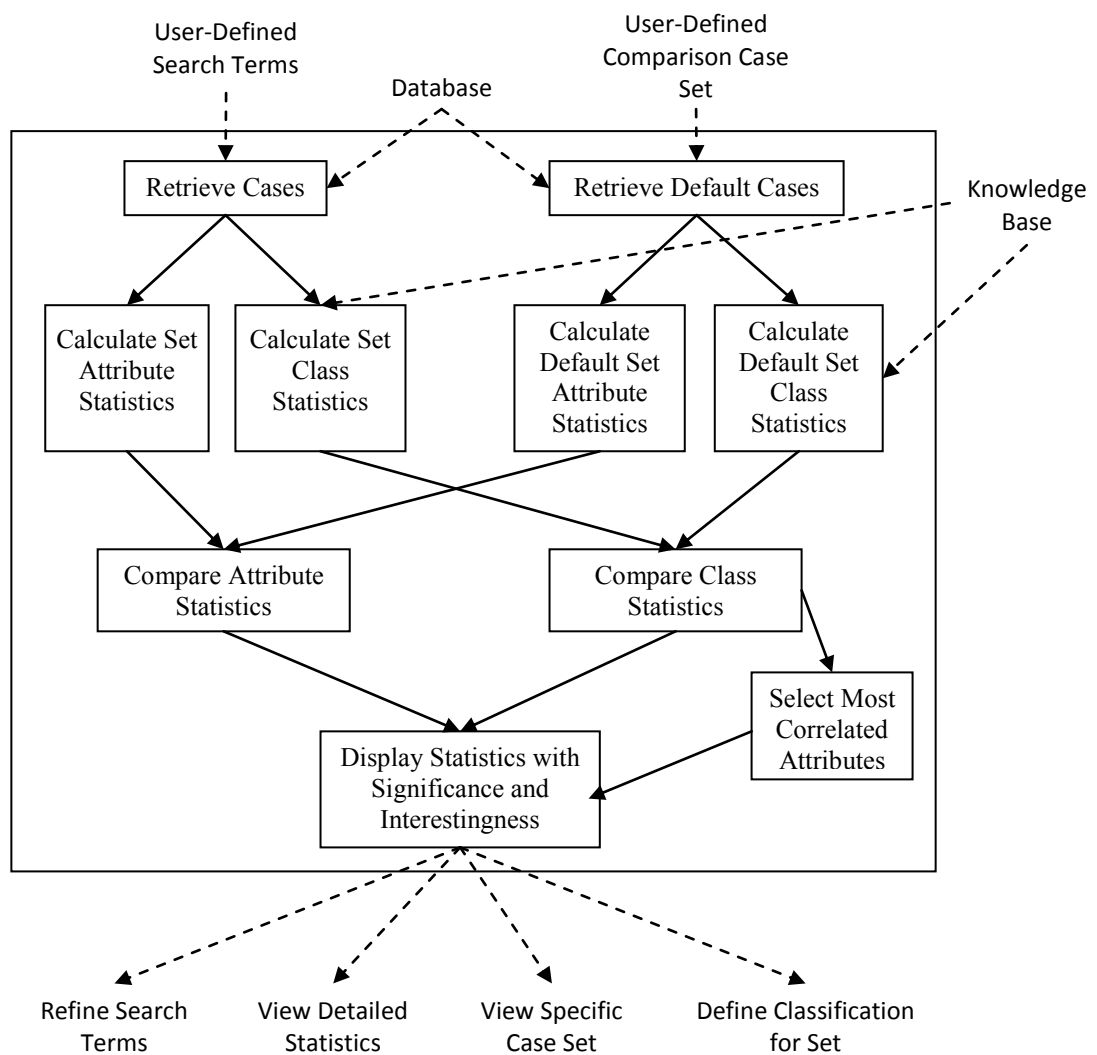 User-Defined
Search Terms
Database
User-Defined
Comparison Case
Set
Retrieve Cases
Retrieve Default Cases
Knowledge
Base
Calculate Set
Attribute
Statistics
Calculate Set
Class
Statistics
Calculate
Default Set
Attribute
Statistics
Calculate
Default Set
Class
Statistics
Compare Attribute
Statistics
Compare Class
Statistics
Select Most
Correlated
Attributes
Display Statistics with
Significance and
Interestingness
Refine Search
Terms
View Detailed
Statistics
View Specific
Case Set
Define Classification
for Set